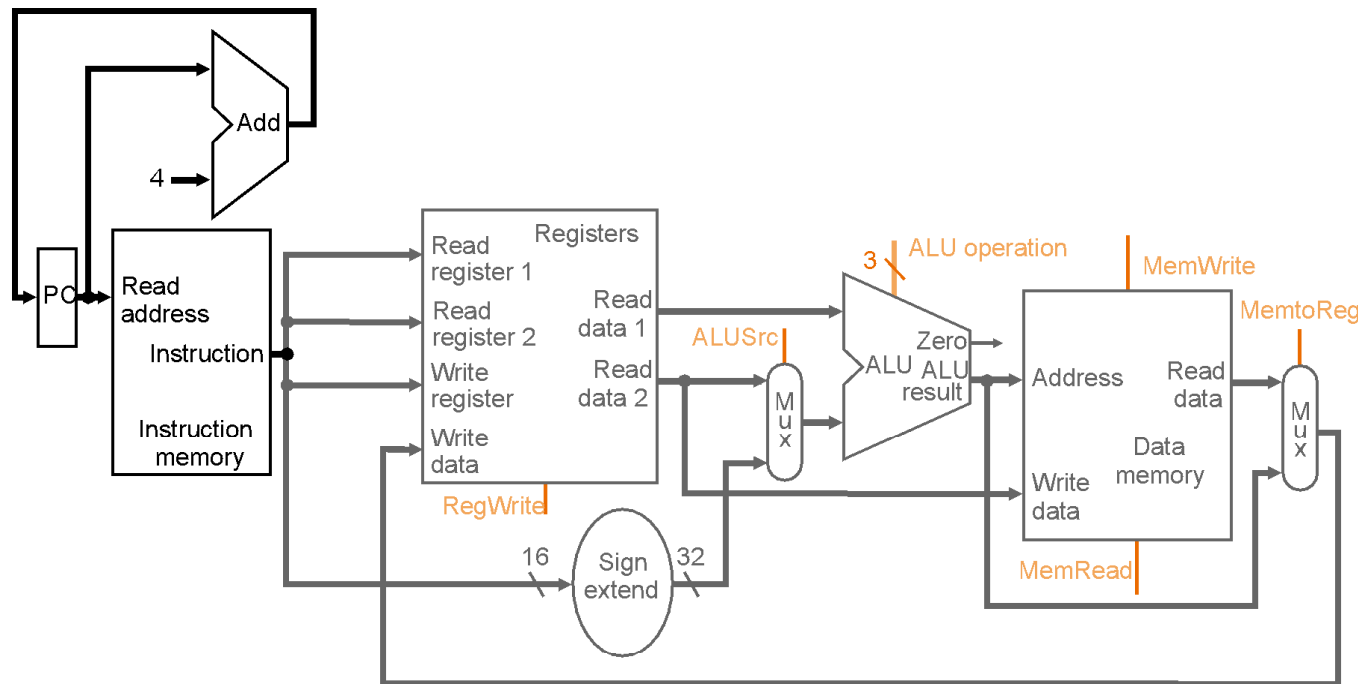 Add
4
PC
Read
address
Instruction
Instruction
memory
Registers
Read
register 1
Read
register 2
Write
register
Write
data
Read
data 1
Read
data 2
RegWrite
16
Sign
extend
32
ALUSrc
Mux
3
ALU operation
Zero
ALU
ALU
result
MemWrite
Address
Read
data
Data
memory
Write
data
MemRead
MemtoReg
Mux